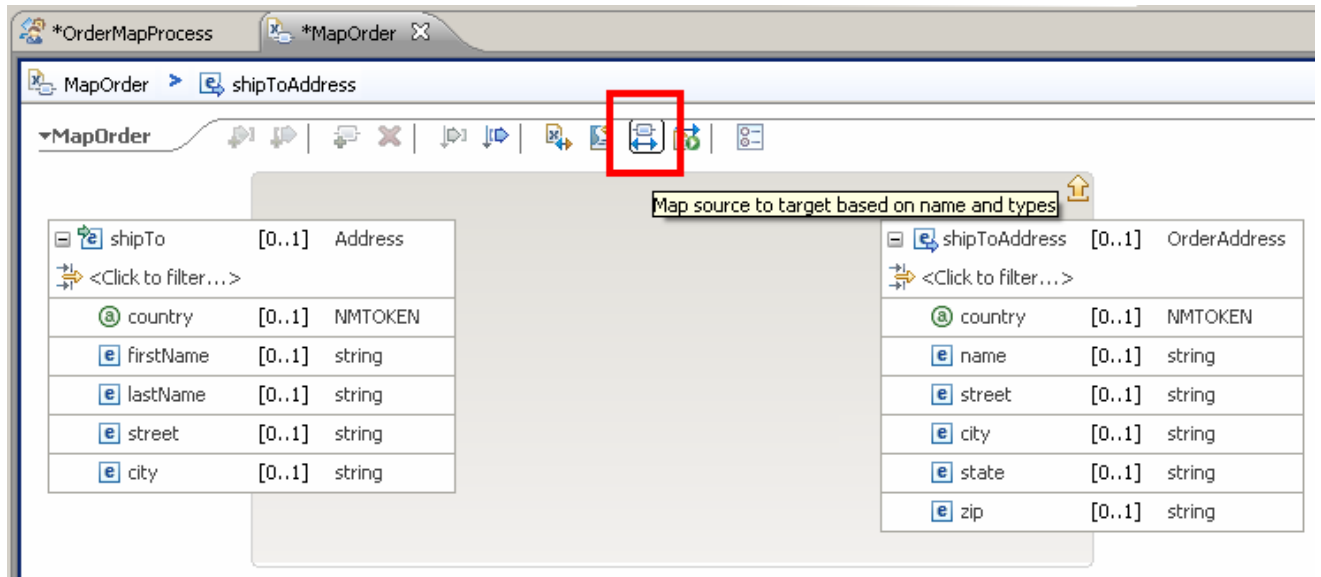 *OrderMapProcess *MapOrder
MapOrder > shipToAddress
MapOrder
Map source to target based on name and types
shipTo [0..1] Address
<Click to filter...>
country [0..1] NMTOKEN
firstName [0..1] string
lastName [0..1] string
street [0..1] string
city [0..1] string
shipToAddress [0..1] OrderAddress
<Click to filter...>
country [0..1] NMTOKEN
name [0..1] string
street [0..1] string
city [0..1] string
state [0..1] string
zip [0..1] string